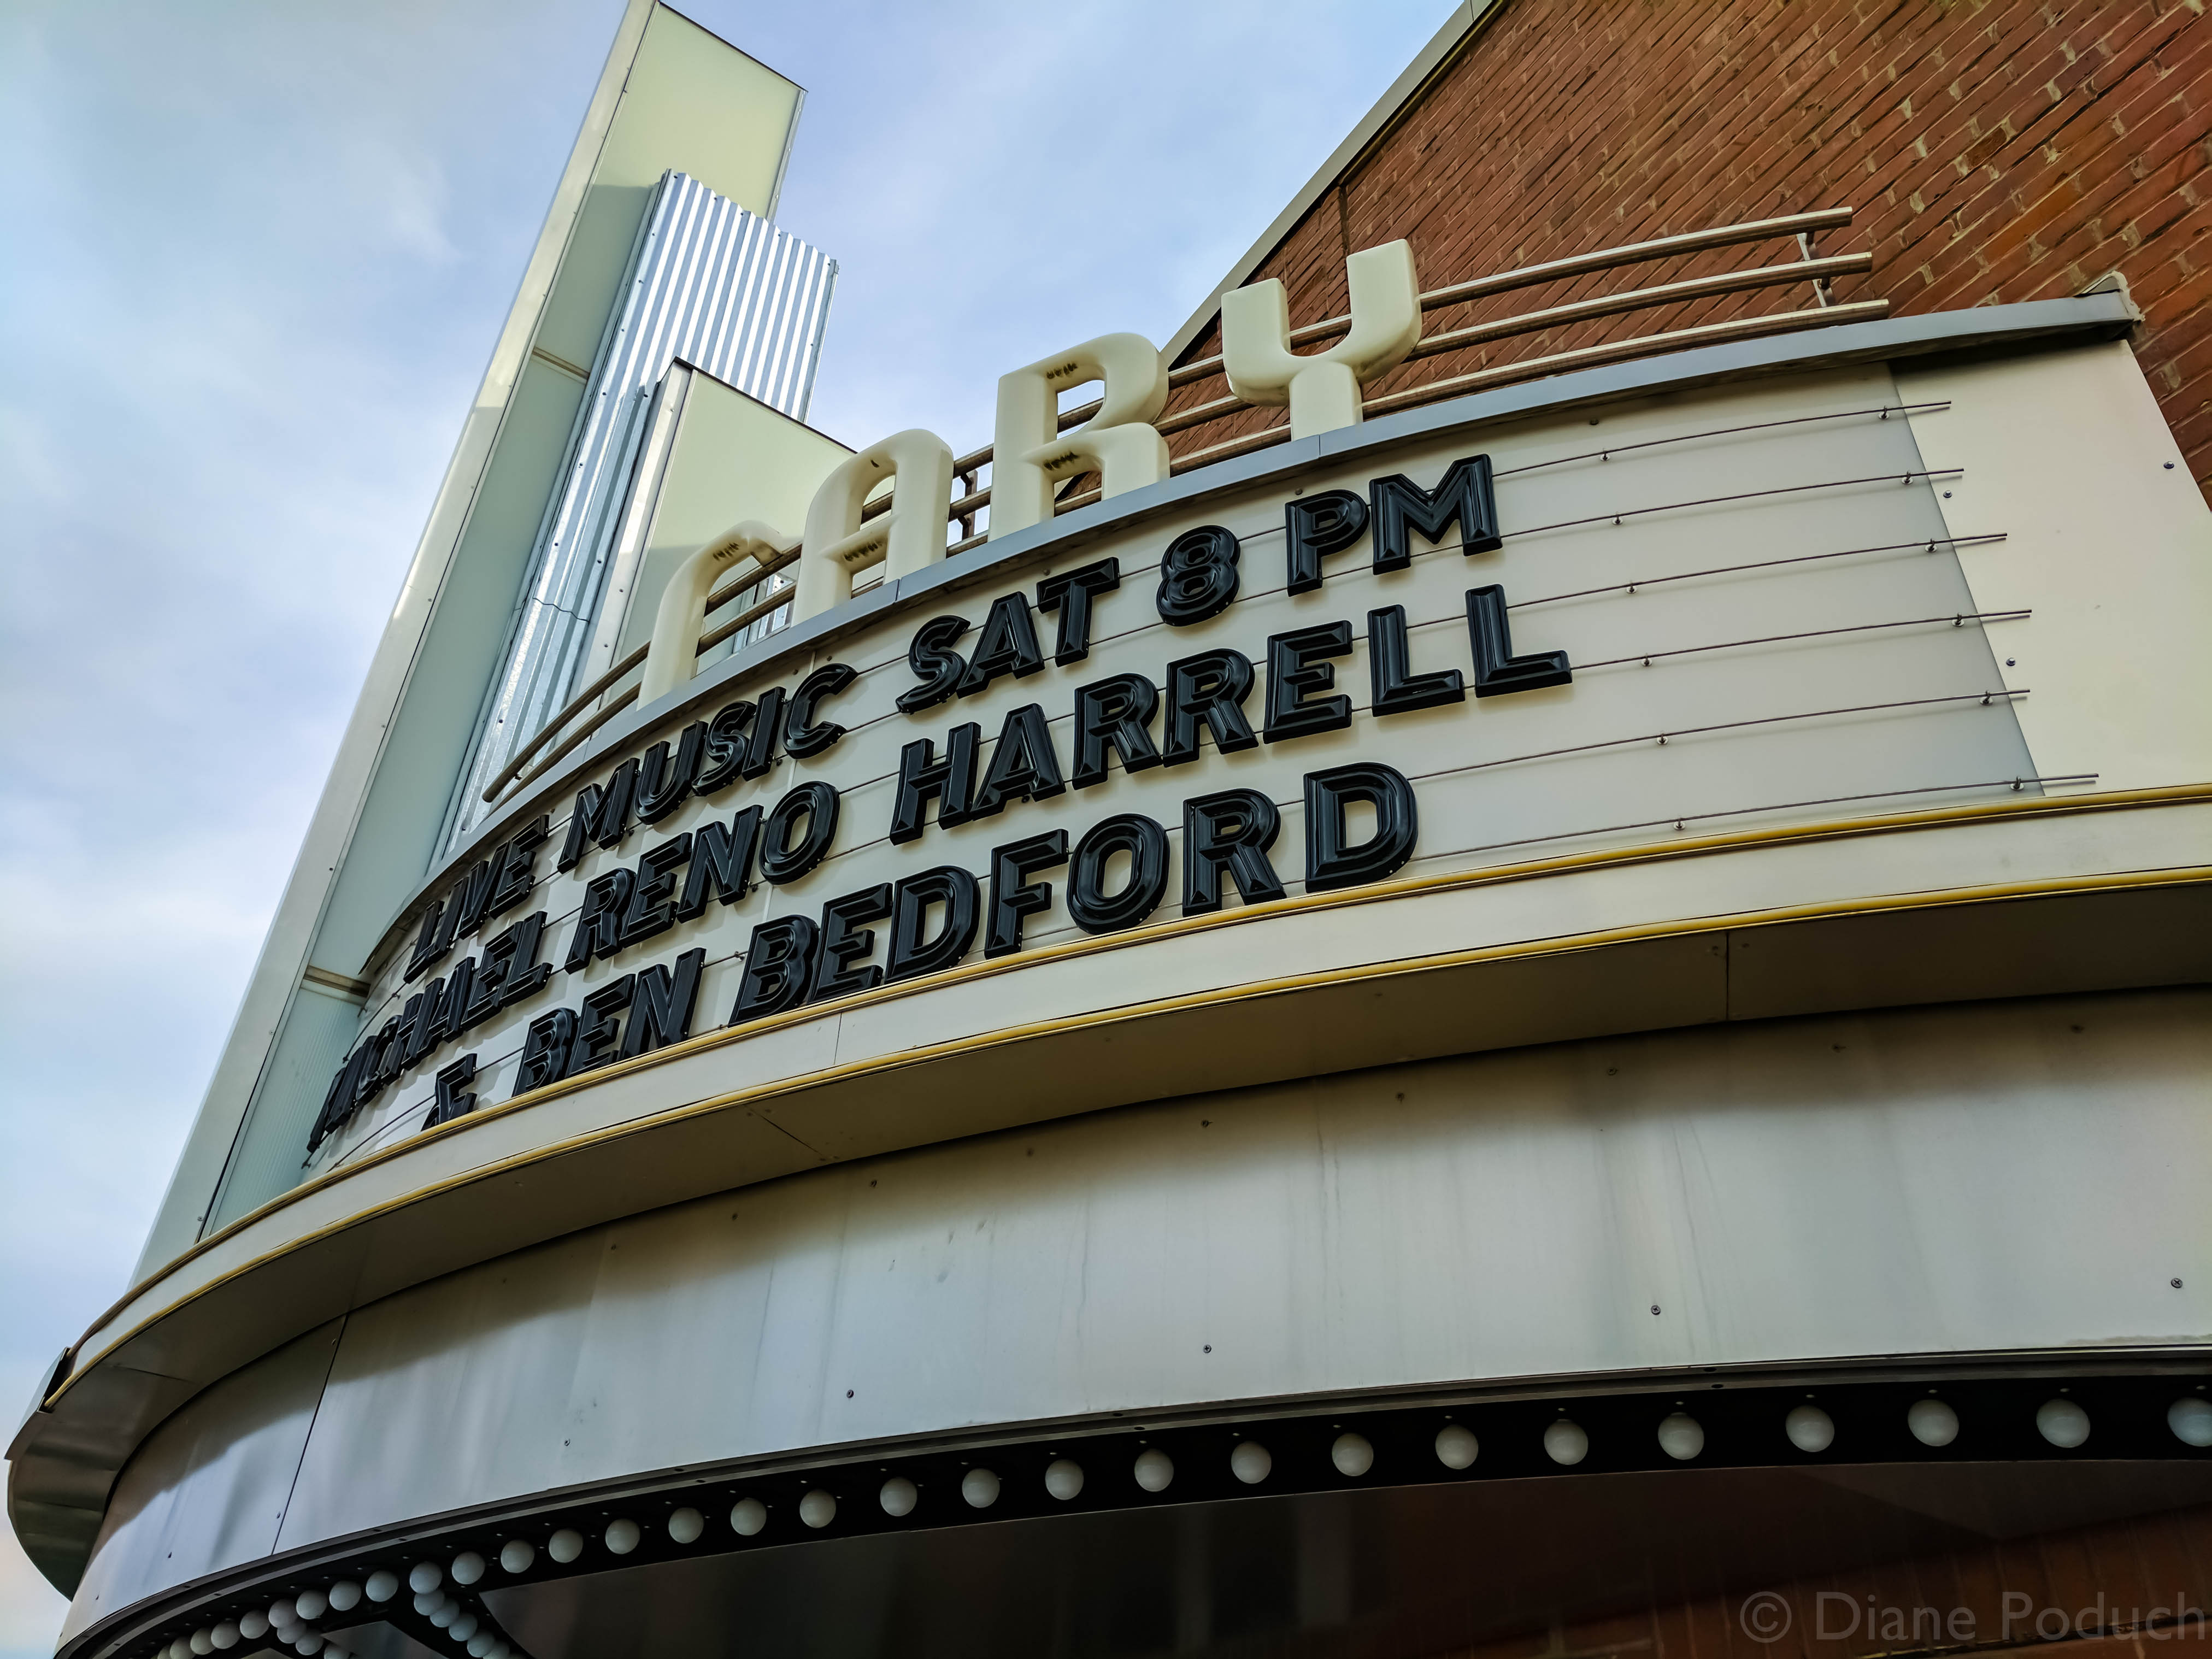 CARY
LIVE MUSIC SAT 8 PM
MICHAEL RENO HARRELL
& BEN BEDFORD
© Diane Poduch